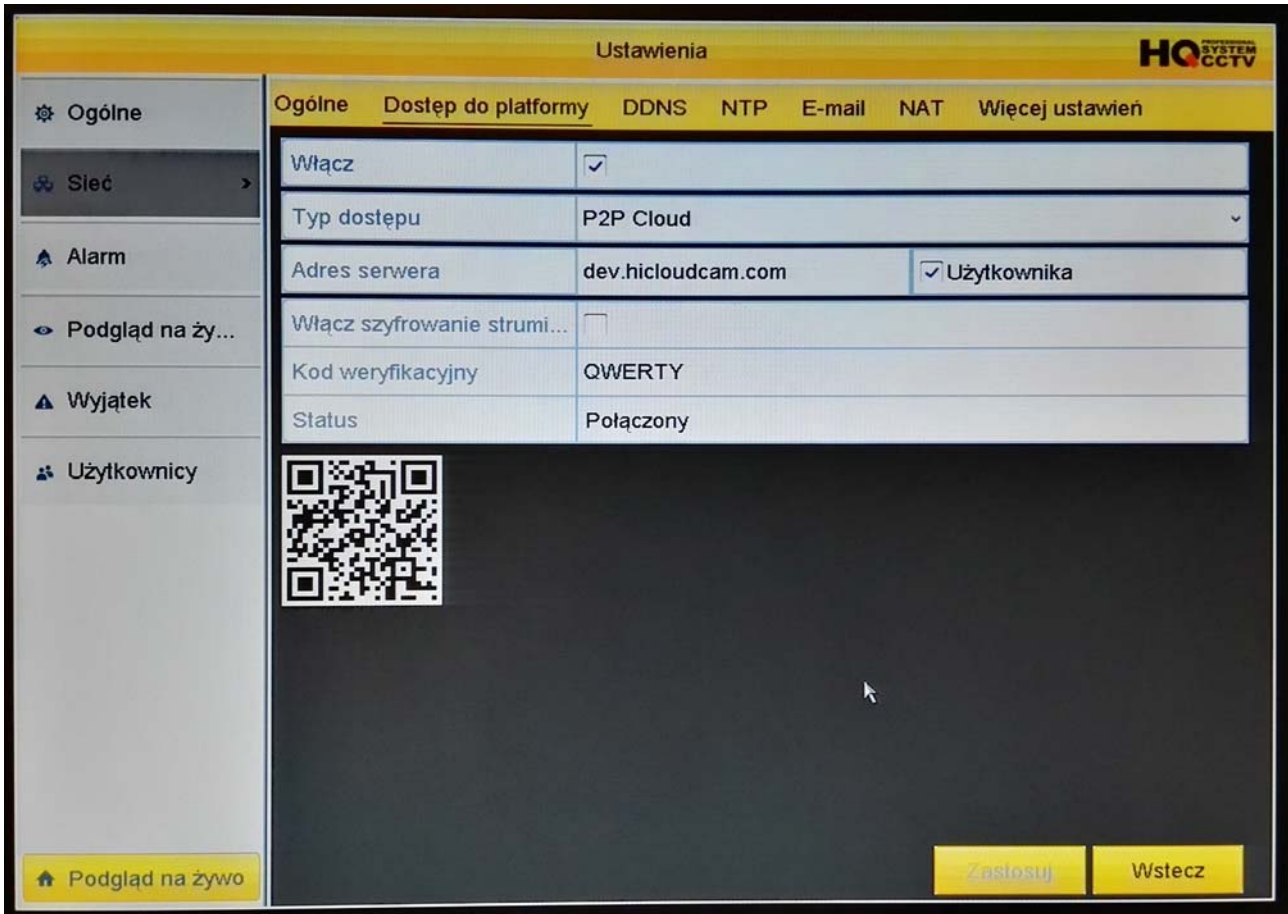 Ustawienia
HQ PROFESSIONAL SYSTEM CCTV
Ogólne
Sieć
Alarm
Podgląd na ży...
Wyjątek
Użytkownicy
Podgląd na żywo
Ogólne Dostęp do platformy DDNS NTP E-mail NAT Więcej ustawień
Włącz
Typ dostępu P2P Cloud
Adres serwera dev.hicloudcam.com Użytkownika
Włącz szyfrowanie strumi...
Kod weryfikacyjny QWERTY
Status Połączony
Zastosuj Wstecz